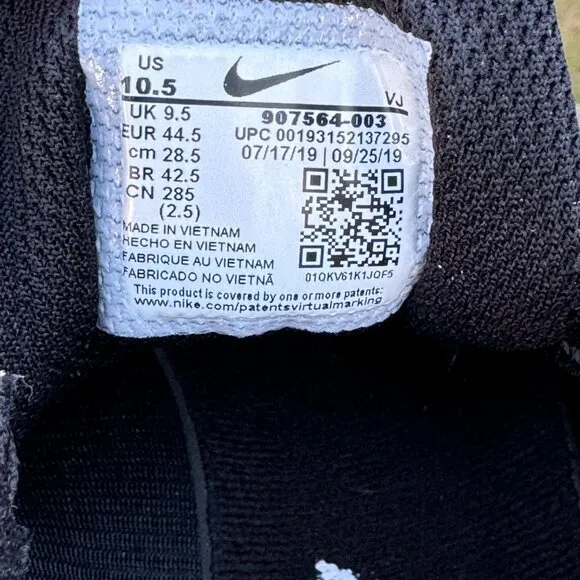 US
10.5
VJ
UK 9.5
907564-003
EUR 44.5
UPC 00193152137295
cm 28.5
07/17/19 | 09/25/19
BR 42.5
CN 285
(2.5)
MADE IN VIETNAM
HECHO EN VIETNAM
FABRIQUE AU VIETNAM
FABRICADO NO VIETNÃ
01QKV61K1JQF5
This product is covered by one or more patents:
www.nike.com/patentsvirtualmarking